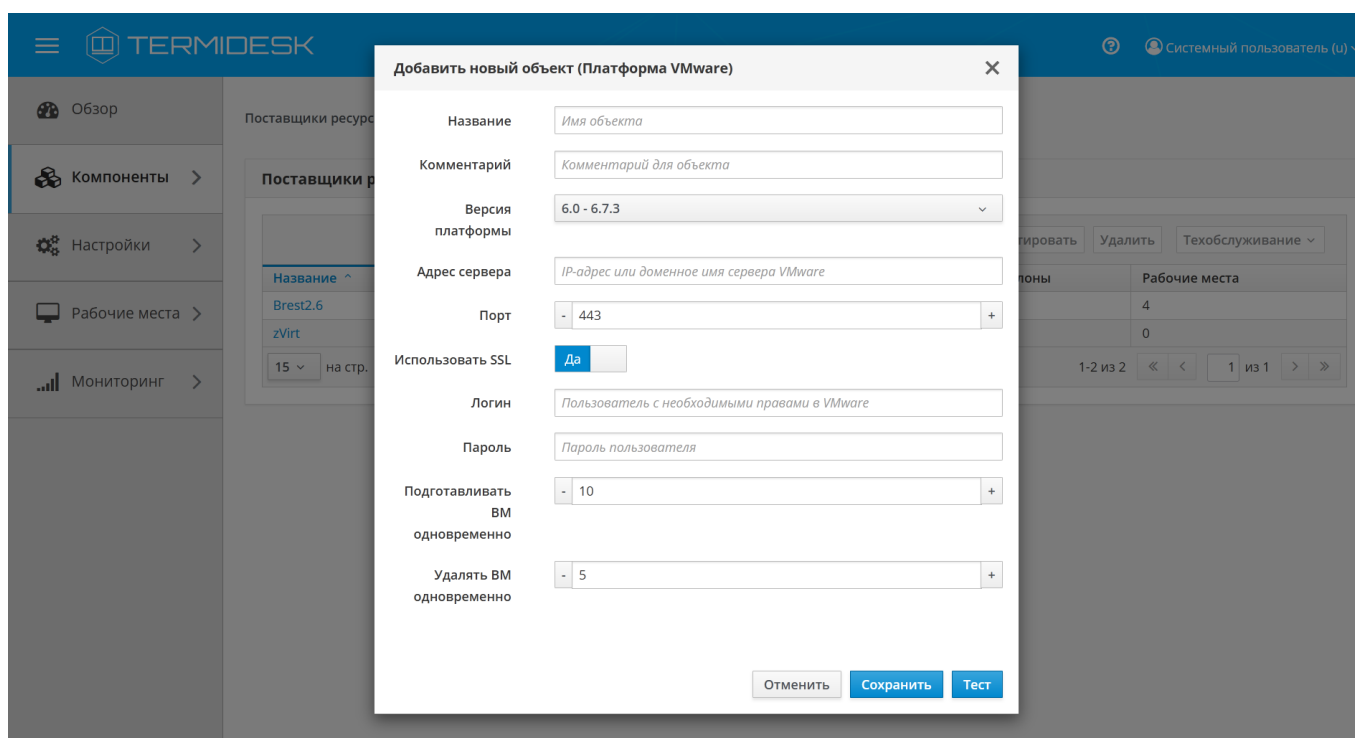 TERMIDESK
Системный пользователь (u)
Обзор
Компоненты
Настройки
Рабочие места
Мониторинг
Поставщики ресурс
Поставщики р
тировать Удалить Техобслуживание
Название лоны Рабочие места
Brest2.6 4
zVirt 0
15 на стр. 1-2 из 2 1 из 1
Добавить новый объект (Платформа VMware)
Название Имя объекта
Комментарий Комментарий для объекта
Версия 6.0 - 6.7.3
платформы
Адрес сервера IP-адрес или доменное имя сервера VMware
Порт - 443 +
Использовать SSL Да
Логин Пользователь с необходимыми правами в VMware
Пароль Пароль пользователя
Подготавливать - 10 +
ВМ
одновременно
Удалять ВМ - 5 +
одновременно
Отменить Сохранить Тест